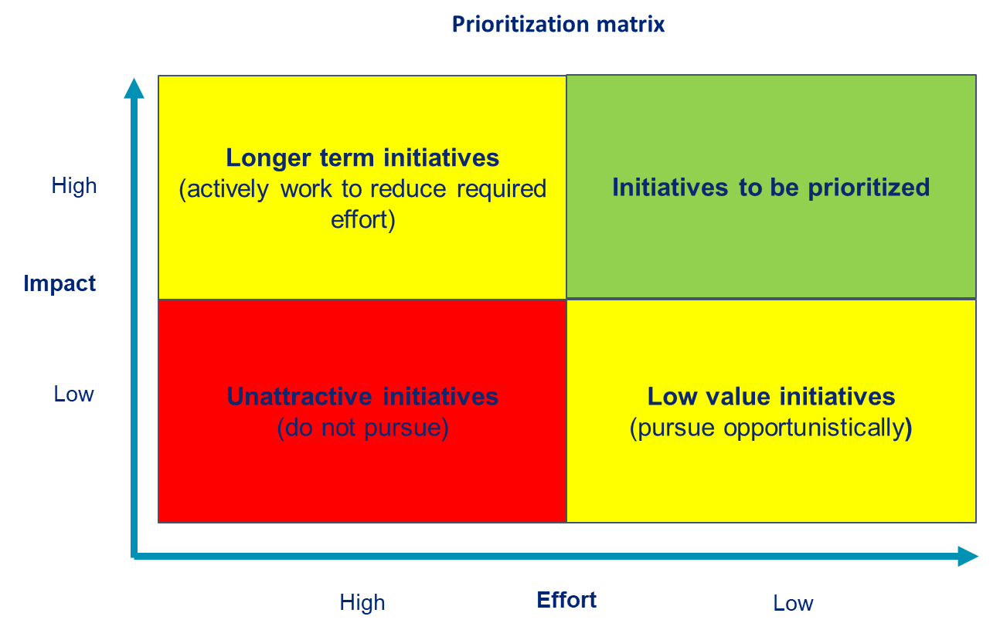 Prioritization matrix
Longer term initiatives
(actively work to reduce required
effort)
Initiatives to be prioritized
High
Impact
Unattractive initiatives
(do not pursue)
Low value initiatives
(pursue opportunistically)
Low
High
Effort
Low